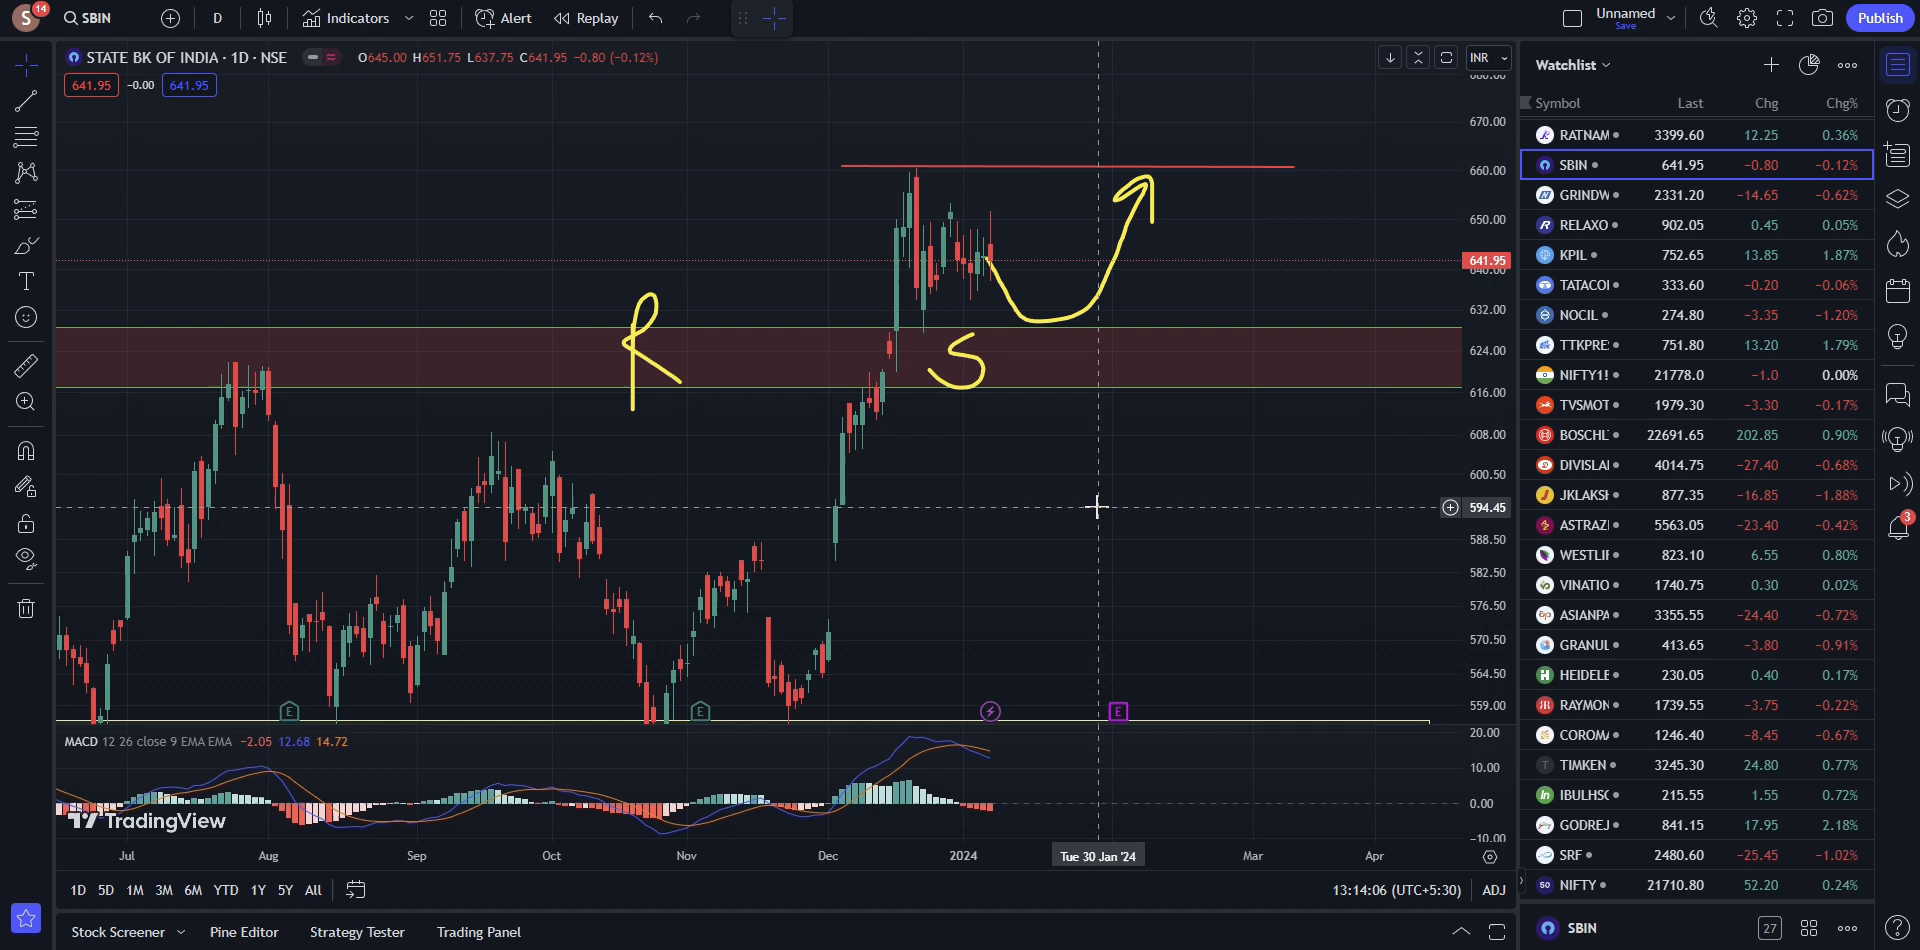 S 14 SBIN D Indicators Alert Replay Unnamed Save Publish
STATE BK OF INDIA · 1D · NSE O645.00 H651.75 L637.75 C641.95 −0.80 (−0.12%) INR
641.95 −0.00 641.95
670.00
660.00
650.00
641.95
640.00
632.00
624.00
616.00
608.00
600.50
594.45
588.50
582.50
576.50
570.50
564.50
559.00
R
S
E E E
MACD 12 26 close 9 EMA EMA −2.05 12.68 14.72
20.00
10.00
0.00
−10.00
TradingView
Jul Aug Sep Oct Nov Dec 2024 Tue 30 Jan '24 Mar Apr
1D 5D 1M 3M 6M YTD 1Y 5Y All 13:14:06 (UTC+5:30) ADJ
Stock Screener Pine Editor Strategy Tester Trading Panel
Watchlist
Symbol Last Chg Chg%
RATNAM 3399.60 12.25 0.36%
SBIN 641.95 −0.80 −0.12%
GRINDW 2331.20 −14.65 −0.62%
RELAXO 902.05 0.45 0.05%
KPIL 752.65 13.85 1.87%
TATACO 333.60 −0.20 −0.06%
NOCIL 274.80 −3.35 −1.20%
TTKPRE 751.80 13.20 1.79%
NIFTY1! 21778.0 −1.0 0.00%
TVSMOT 1979.30 −3.30 −0.17%
BOSCHL 22691.65 202.85 0.90%
DIVISLA 4014.75 −27.40 −0.68%
JKLAKSH 877.35 −16.85 −1.88%
ASTRAZ 5563.05 −23.40 −0.42%
WESTLIF 823.10 6.55 0.80%
VINATIO 1740.75 0.30 0.02%
ASIANPA 3355.55 −24.40 −0.72%
GRANUL 413.65 −3.80 −0.91%
HEIDELE 230.05 0.40 0.17%
RAYMON 1739.55 −3.75 −0.22%
COROMA 1246.40 −8.45 −0.67%
TIMKEN 3245.30 24.80 0.77%
IBULHSG 215.55 1.55 0.72%
GODREJ 841.15 17.95 2.18%
SRF 2480.60 −25.45 −1.02%
50 NIFTY 21710.80 52.20 0.24%
SBIN 27
3